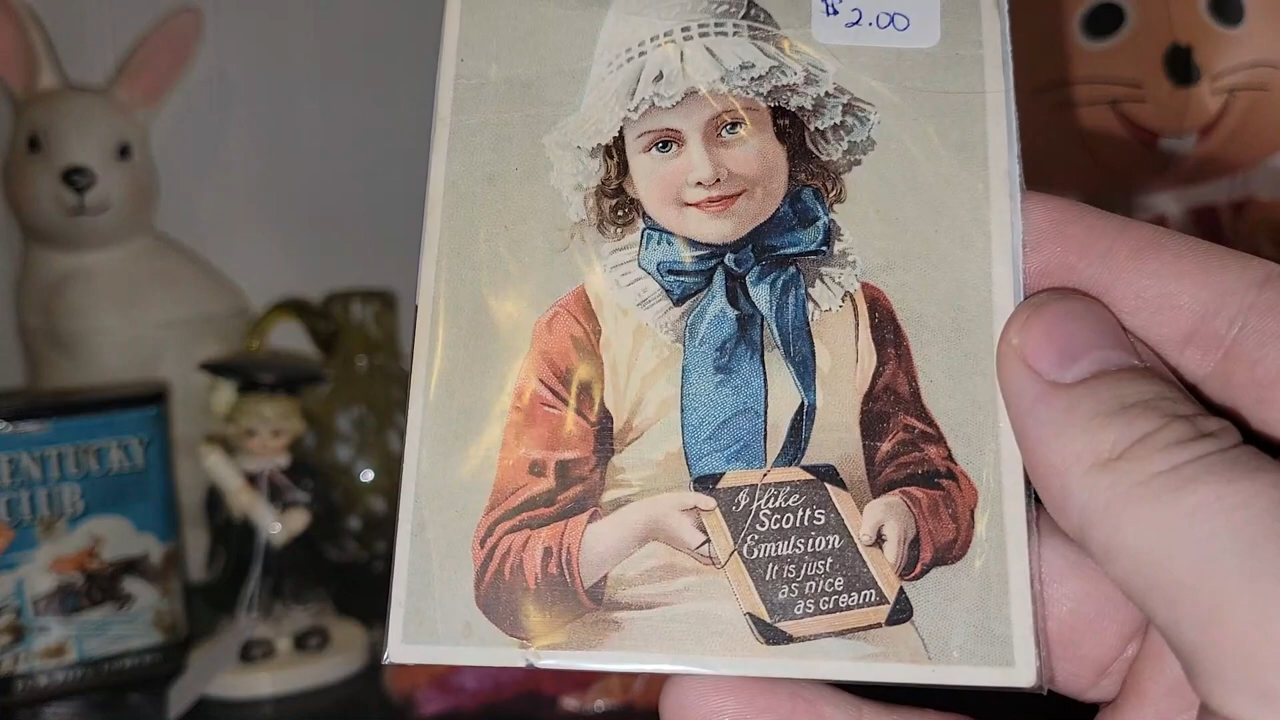 $2.00
I like
Scott's
Emulsion
It is just
as nice
as cream.
ENTUCKY
CLUB